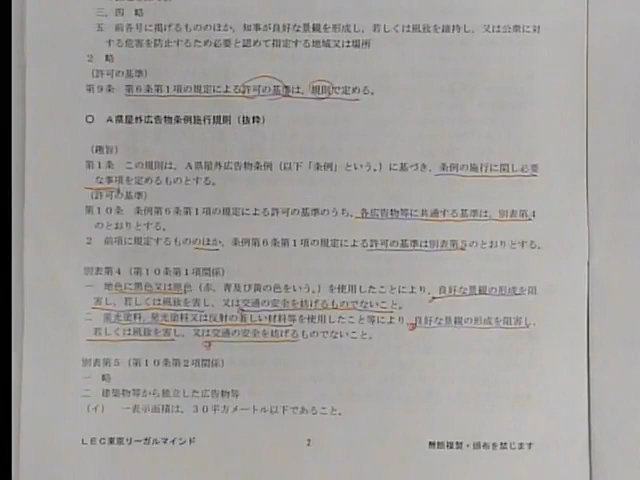 三、四 略
五 前各号に掲げるもののほか、知事が良好な景観を形成し、若しくは風致を維持し、又は公衆に対
する危害を防止するため必要と認めて指定する地域又は場所
2 略
(許可の基準)
第9条 第6条第1項の規定による許可の基準は、規則で定める。
○ A県屋外広告物条例施行規則(抜粋)
(趣旨)
第1条 この規則は、A県屋外広告物条例(以下「条例」という。)に基づき、条例の施行に関し必要
な事項を定めるものとする。
(許可の基準)
第10条 条例第6条第1項の規定による許可の基準のうち、各広告物等に共通する基準は、別表第4
のとおりとする。
2 前項に規定するもののほか、条例第6条第1項の規定による許可の基準は別表第5のとおりとする。
別表第4(第10条第1項関係)
一 地色に黒色又は原色(赤、青及び黄の色をいう。)を使用したことにより、良好な景観の形成を阻
害し、若しくは風致を害し、又は交通の安全を妨げるものでないこと。
二 蛍光塗料、発光塗料又は反射の著しい材料等を使用したこと等により、良好な景観の形成を阻害し、
若しくは風致を害し、又は交通の安全を妨げるものでないこと。
別表第5(第10条第2項関係)
一 略
二 建築物等から独立した広告物等
(イ) 一表示面積は、30平方メートル以下であること。
LEC東京リーガルマインド
2
無断複製・頒布を禁じます